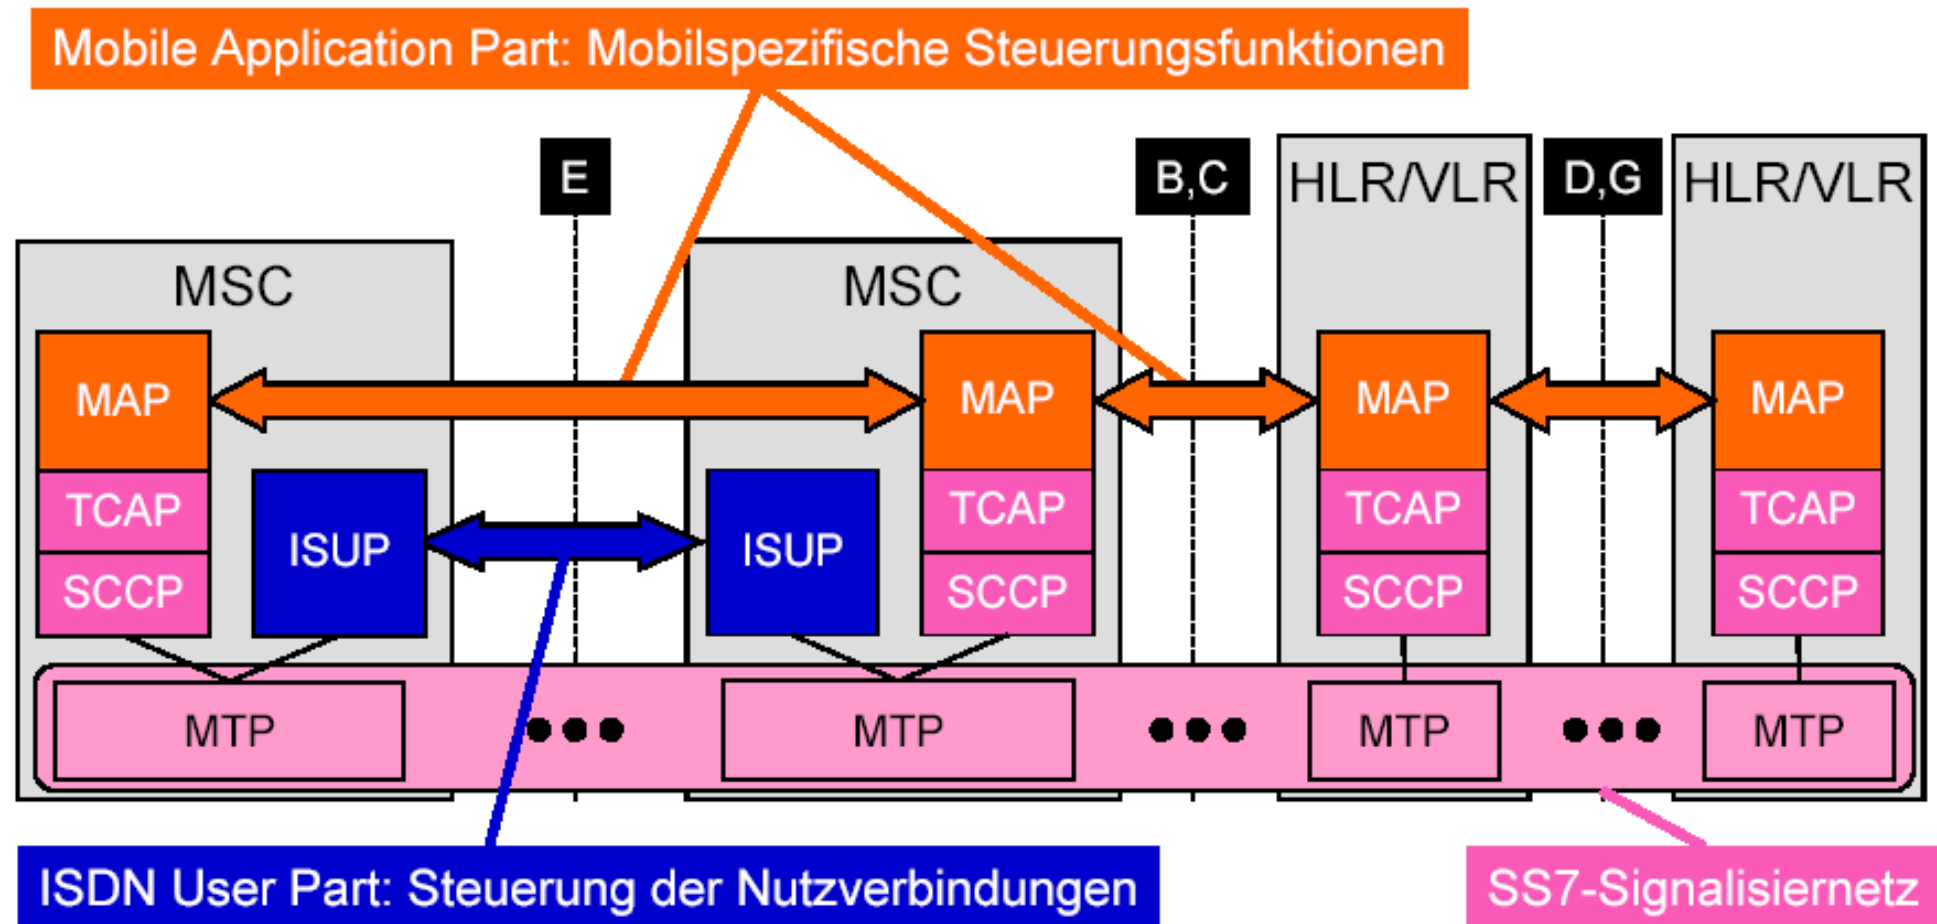 Mobile Application Part: Mobilspezifische Steuerungsfunktionen
E
B,C
HLR/VLR
D,G
HLR/VLR
MSC
MSC
MAP
MAP
MAP
MAP
TCAP
TCAP
TCAP
TCAP
ISUP
ISUP
SCCP
SCCP
SCCP
SCCP
MTP
MTP
MTP
MTP
ISDN User Part: Steuerung der Nutzverbindungen
SS7-Signalisiernetz